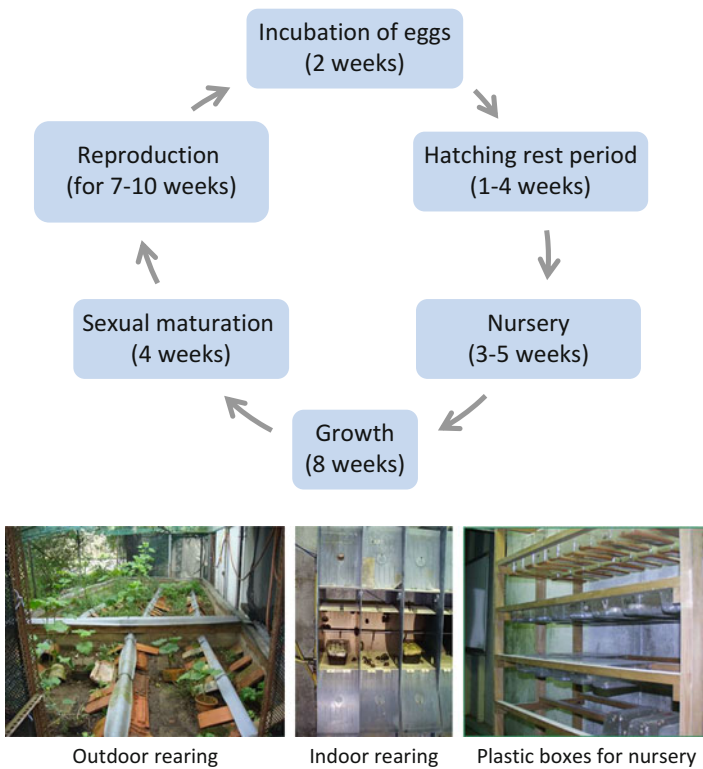 Incubation of eggs
(2 weeks)
Hatching rest period
(1-4 weeks)
Nursery
(3-5 weeks)
Growth
(8 weeks)
Sexual maturation
(4 weeks)
Reproduction
(for 7-10 weeks)
Outdoor rearing
Indoor rearing
Plastic boxes for nursery